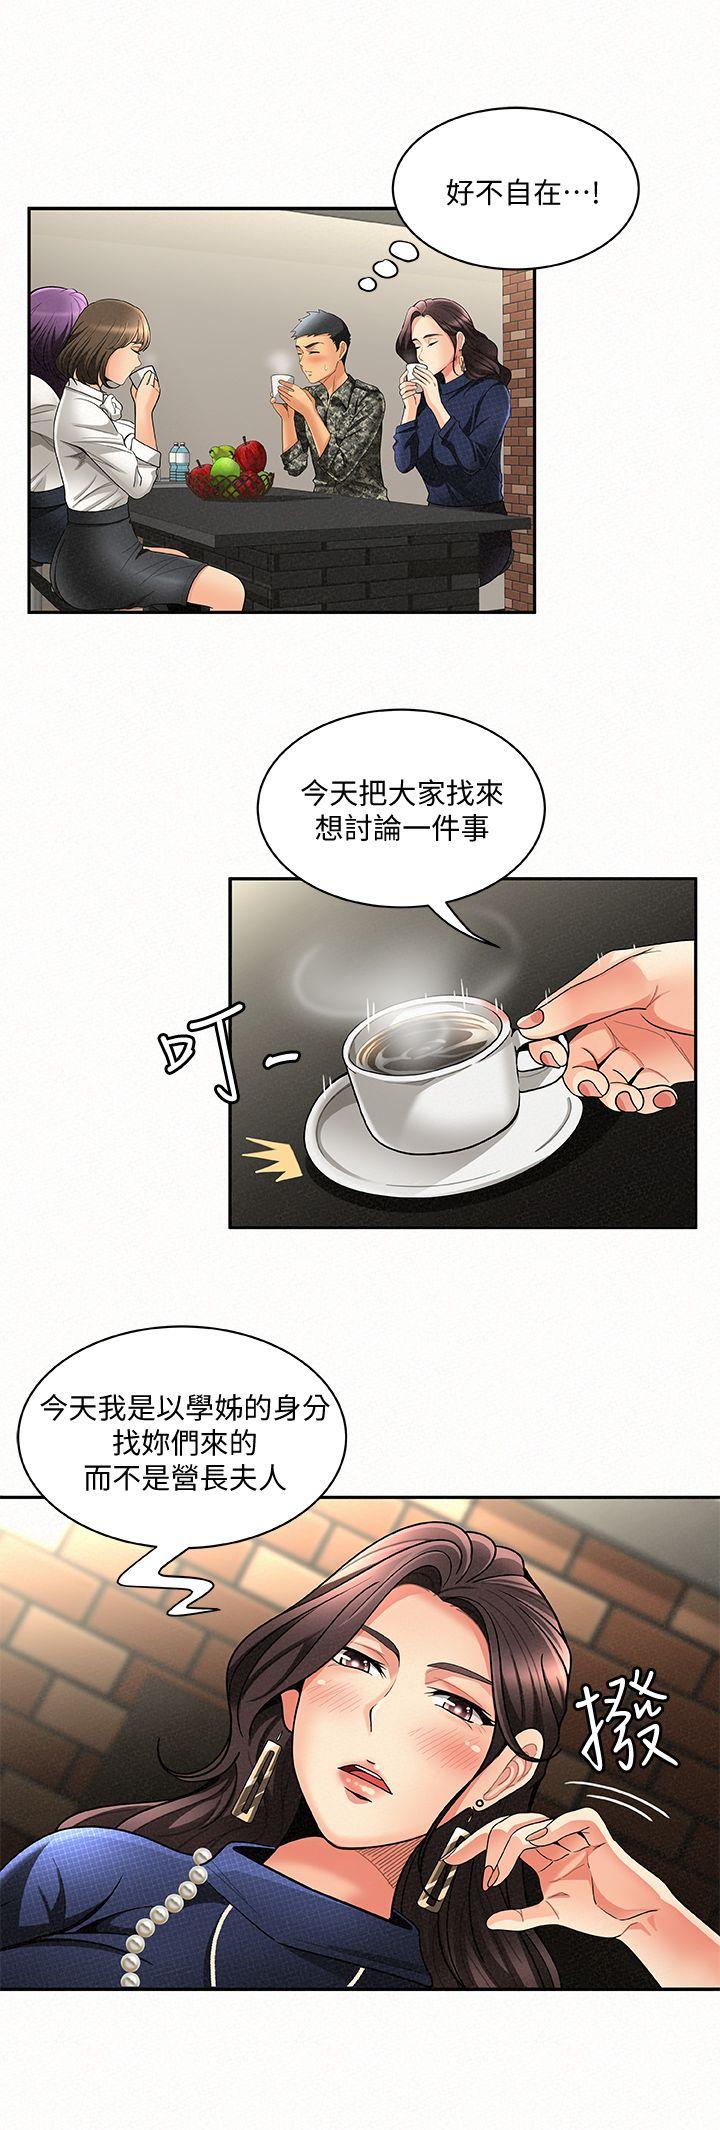 好不自在…!
今天把大家找來
想討論一件事
叮-
今天我是以學姊的身分
找妳們來的
而不是營長夫人
撥